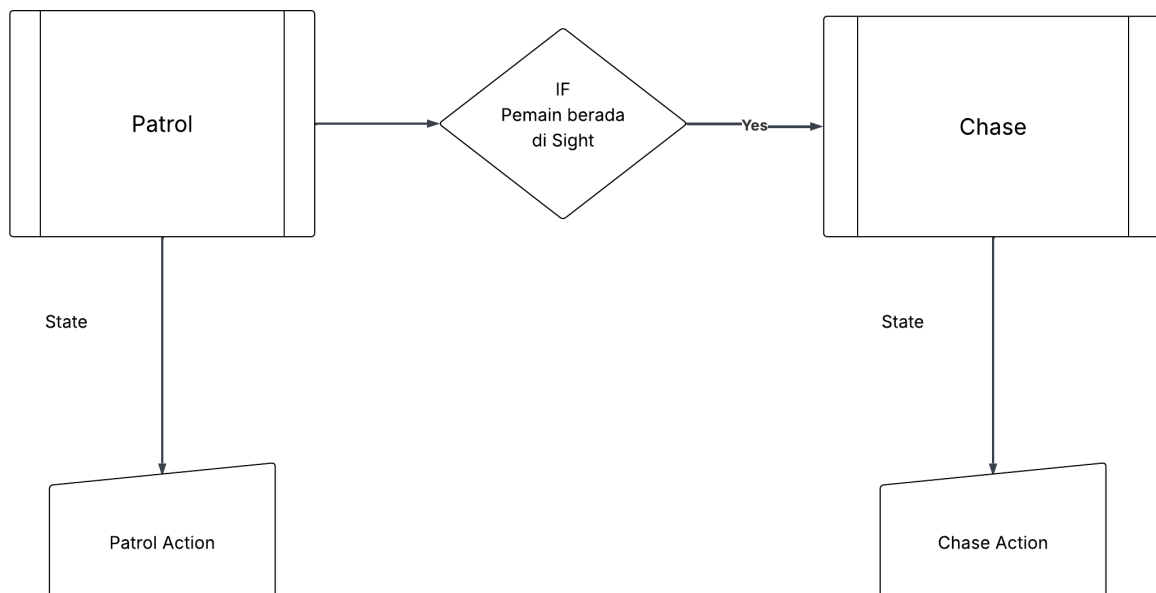 Patrol
IF
Pemain berada
di Sight
Yes
Chase
State
State
Patrol Action
Chase Action